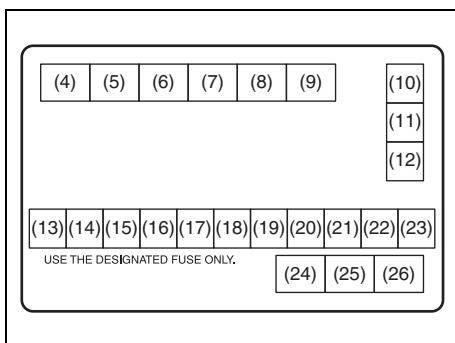 (4) (5) (6) (7) (8) (9) (10)
(11)
(12)
(13) (14) (15) (16) (17) (18) (19) (20) (21) (22) (23)
USE THE DESIGNATED FUSE ONLY.
(24) (25) (26)